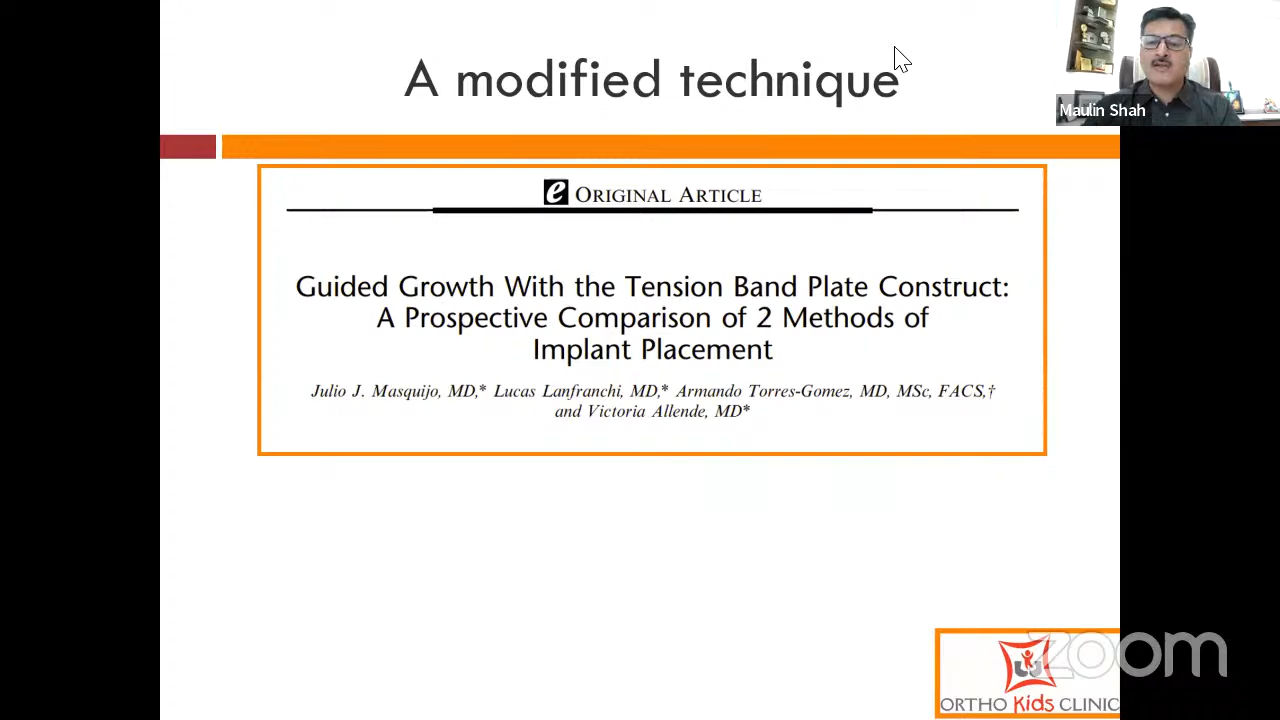 A modified technique
Maulin Shah
e ORIGINAL ARTICLE
Guided Growth With the Tension Band Plate Construct:
A Prospective Comparison of 2 Methods of
Implant Placement
Julio J. Masquijo, MD,* Lucas Lanfranchi, MD,* Armando Torres-Gomez, MD, MSc, FACS,†
and Victoria Allende, MD*
zoom
ORTHO Kids CLINIC